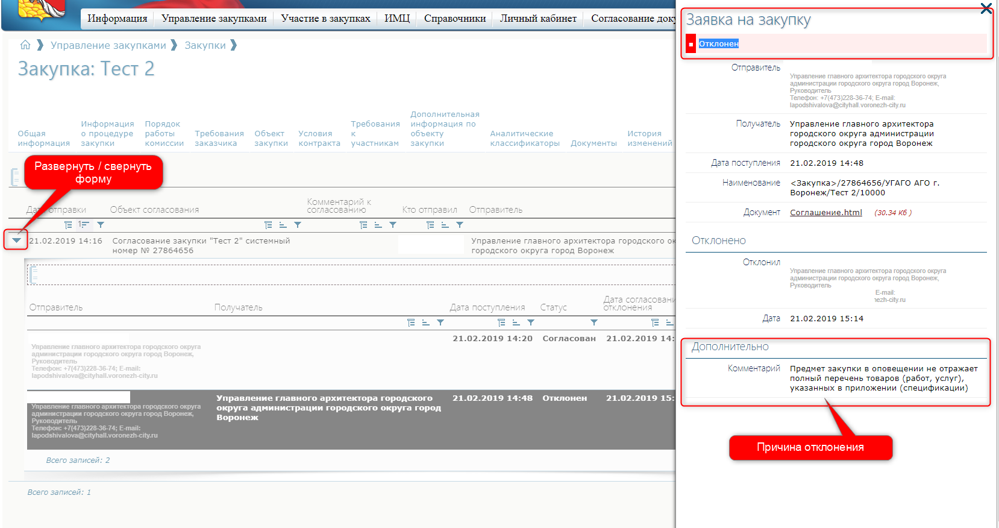 Информация
Управление закупками
Участие в закупках
ИМЦ
Справочники
Личный кабинет
Согласование доку
Управление закупками
Закупки
Закупка: Тест 2
Общая
информация
Информация
о процедуре
закупки
Порядок
работы
комиссии
Требования
заказчика
Объект
закупки
Условия
контракта
Требования
к
участникам
Дополнительная
информация по
объекту
закупки
Аналитические
классификаторы
Документы
История
изменений
Развернуть / свернуть
форму
Дата отправки
Объект согласования
Комментарий к
согласованию
Кто отправил
Отправитель
1
21.02.2019 14:16
Согласование закупки "Тест 2" системный
номер № 27864656
Управление главного архитектора городского ок
городского округа город Воронеж
Отправитель
Получатель
Дата поступления
Статус
Дата согласован
отклонения
21.02.2019 14:20
Согласован
21.02.2019 14:
Управление главного архитектора городского округа
администрации городского округа город Воронеж,
Руководитель
Телефон: +7(473)228-36-74; E-mail:
lapodshivalova@cityhall.voronezh-city.ru
Управление главного архитектора городского округа
администрации городского округа город Воронеж,
Руководитель
Телефон: +7(473)228-36-74; E-mail:
lapodshivalova@cityhall.voronezh-city.ru
Управление главного архитектора городского
округа администрации городского округа город
Воронеж
21.02.2019 14:48
Отклонен
21.02.2019 15:
Всего записей: 2
Всего записей: 1
Заявка на закупку
Отклонен
Отправитель
Управление главного архитектора городского округа
администрации городского округа город Воронеж,
Руководитель
Телефон: +7(473)228-36-74; E-mail:
lapodshivalova@cityhall.voronezh-city.ru
Получатель
Управление главного архитектора
городского округа администрации
городского округа город Воронеж
Дата поступления
21.02.2019 14:48
Наименование
<Закупка>/27864656/УГАГО АГО г.
Воронеж/Тест 2/10000
Документ
Соглашение.html (30.34 Кб )
Отклонено
Отклонил
Управление главного архитектора городского округа
администрации городского округа город Воронеж,
Руководитель
E-mail:
nezh-city.ru
Дата
21.02.2019 15:14
Дополнительно
Комментарий
Предмет закупки в оповещении не отражает
полный перечень товаров (работ, услуг),
указанных в приложении (спецификации)
Причина отклонения